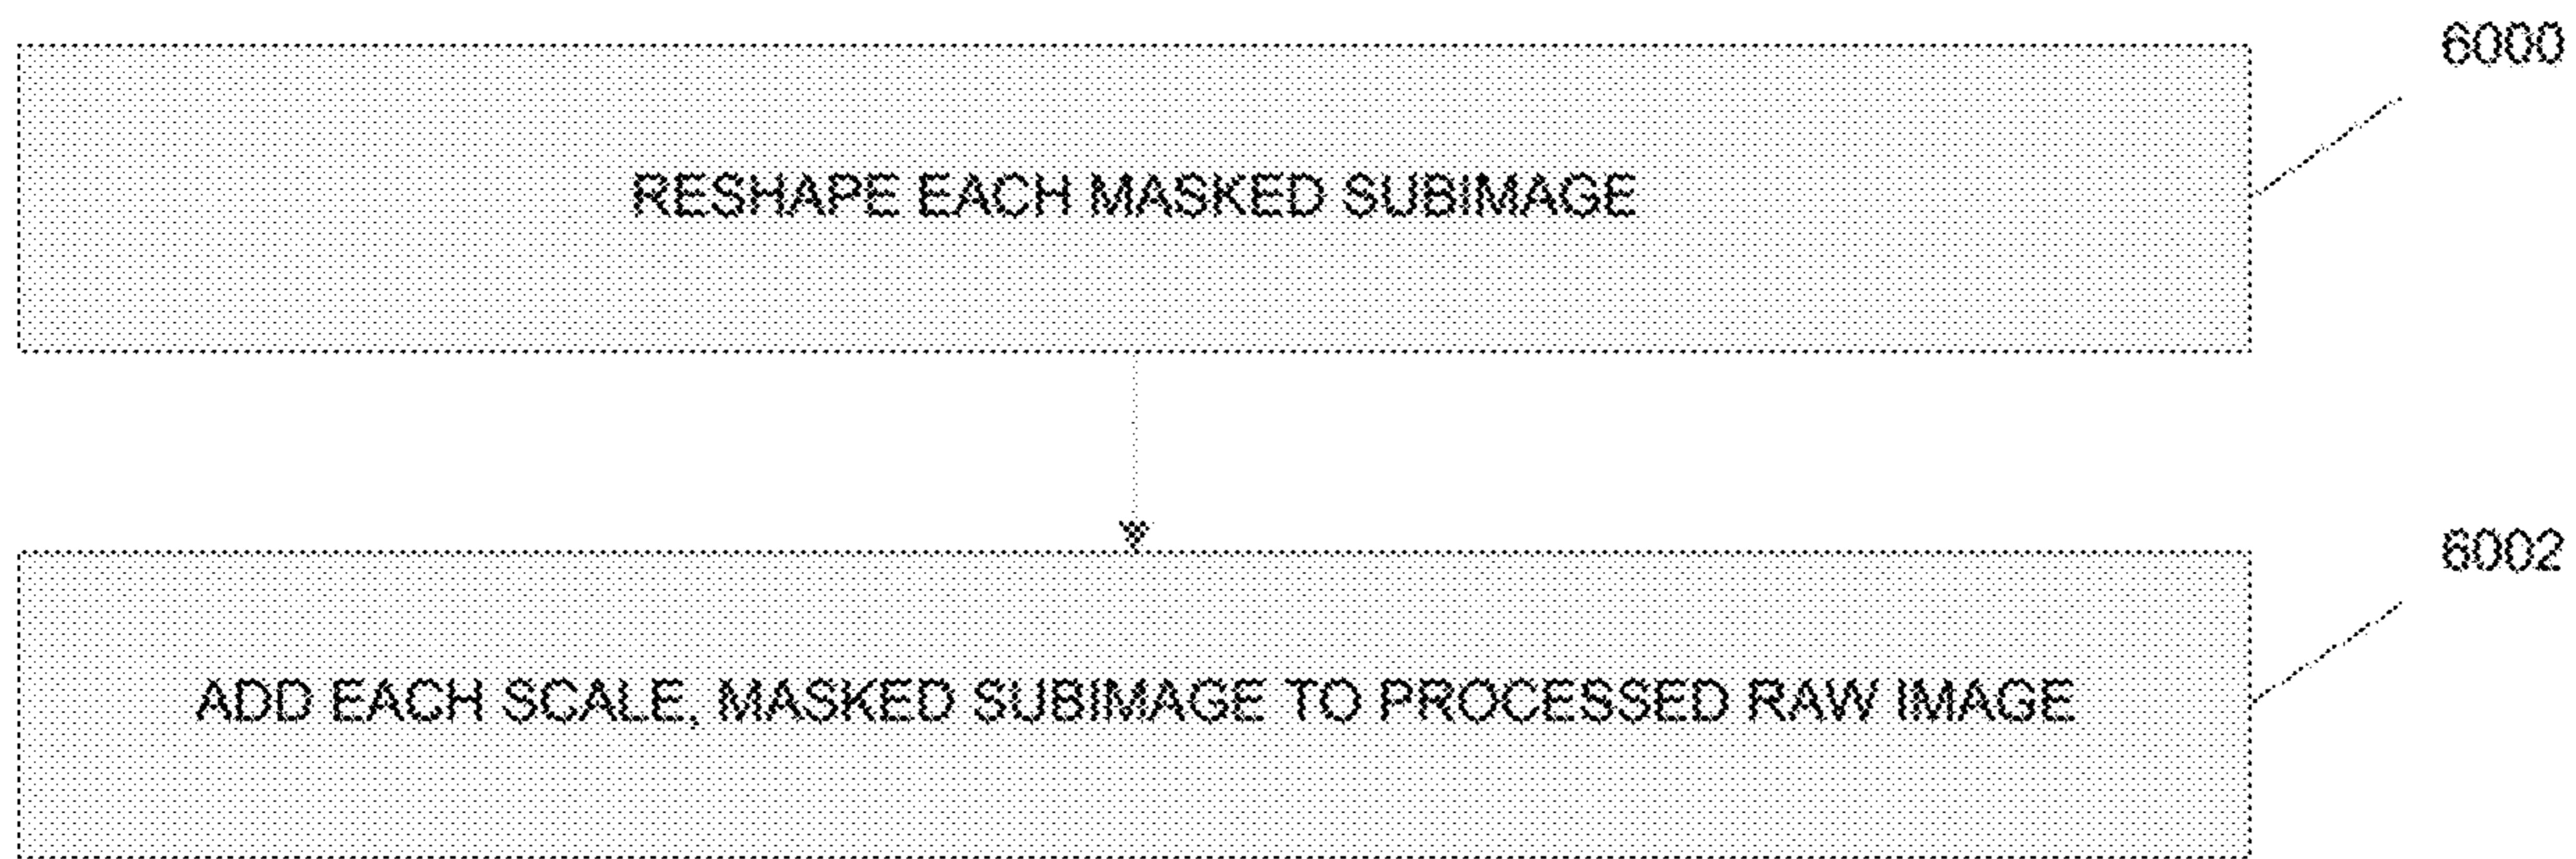 6000
RESHAPE EACH MASKED SUBIMAGE
6002
ADD EACH SCALE, MASKED SUBIMAGE TO PROCESSED RAW IMAGE